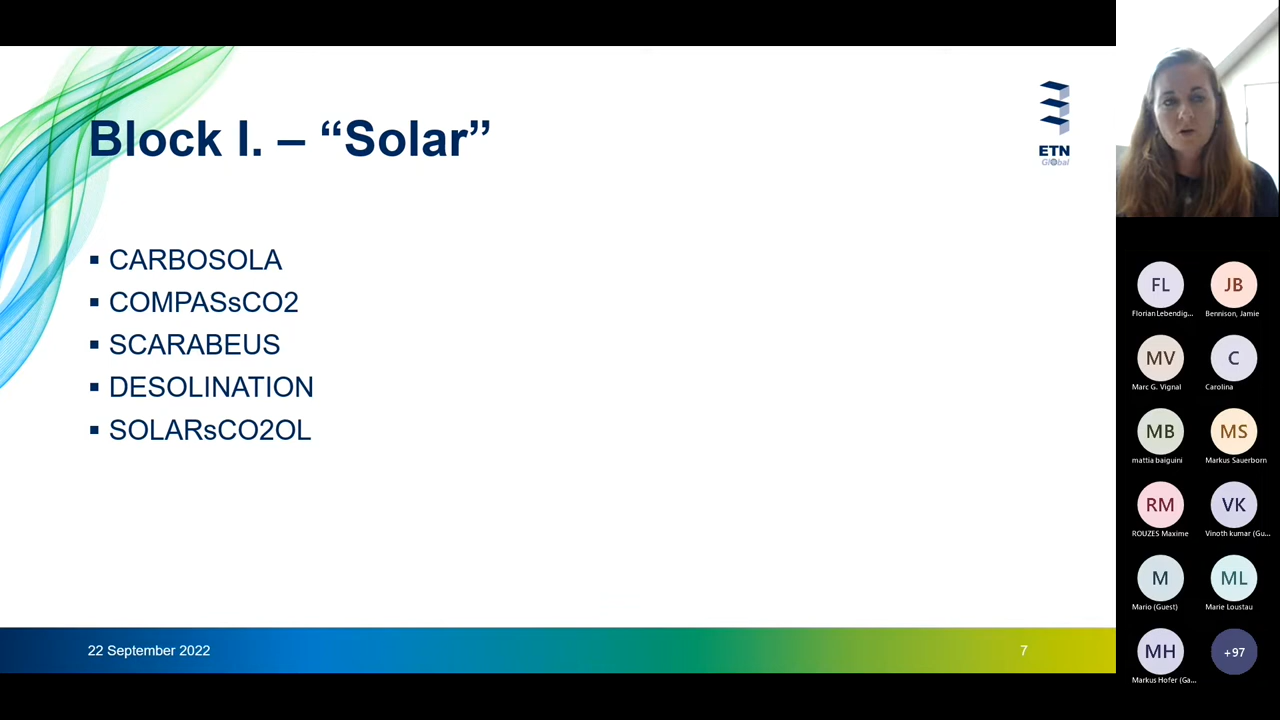 Block I. – “Solar”
ETN
Global
▪ CARBOSOLA
▪ COMPASsCO2
▪ SCARABEUS
▪ DESOLINATION
▪ SOLARsCO2OL
22 September 2022
7
FL
JB
Florian Lebendig...
Bennison, Jamie
MV
C
Marc G. Vignal
Carolina
MB
MS
mattia baiguini
Markus Sauerborn
RM
VK
ROUZES Maxime
Vinoth kumar (Gu...
M
ML
Mario (Guest)
Marie Loustau
MH
+97
Markus Hofer (Ga...